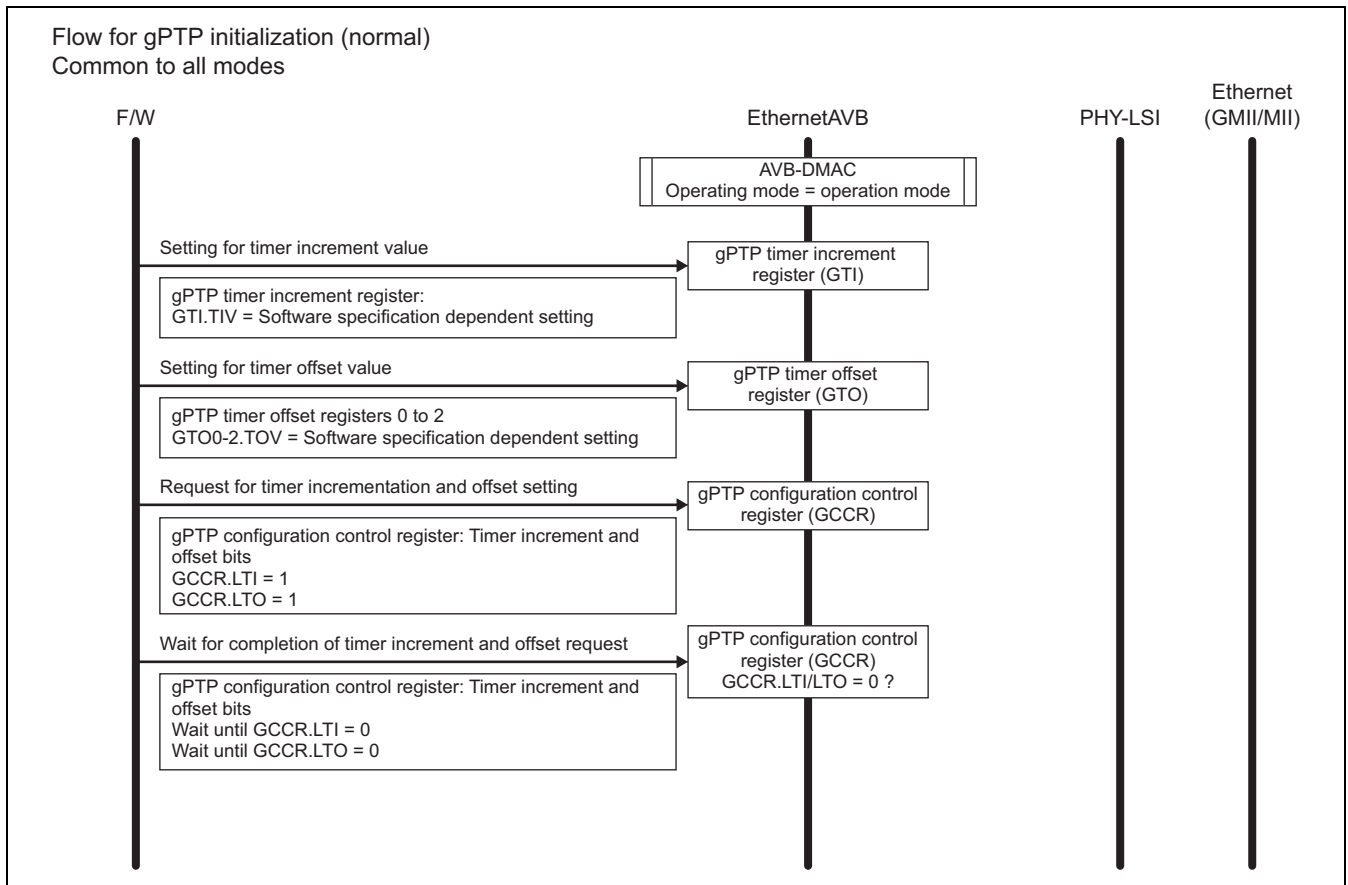 Flow for gPTP initialization (normal)
Common to all modes
F/W
EthernetAVB
PHY-LSI
Ethernet
(GMII/MII)
AVB-DMAC
Operating mode = operation mode
Setting for timer increment value
gPTP timer increment
register (GTI)
gPTP timer increment register:
GTI.TIV = Software specification dependent setting
Setting for timer offset value
gPTP timer offset
register (GTO)
gPTP timer offset registers 0 to 2
GTO0-2.TOV = Software specification dependent setting
Request for timer incrementation and offset setting
gPTP configuration control
register (GCCR)
gPTP configuration control register: Timer increment and
offset bits
GCCR.LTI = 1
GCCR.LTO = 1
Wait for completion of timer increment and offset request
gPTP configuration control
register (GCCR)
GCCR.LTI/LTO = 0 ?
gPTP configuration control register: Timer increment and
offset bits
Wait until GCCR.LTI = 0
Wait until GCCR.LTO = 0